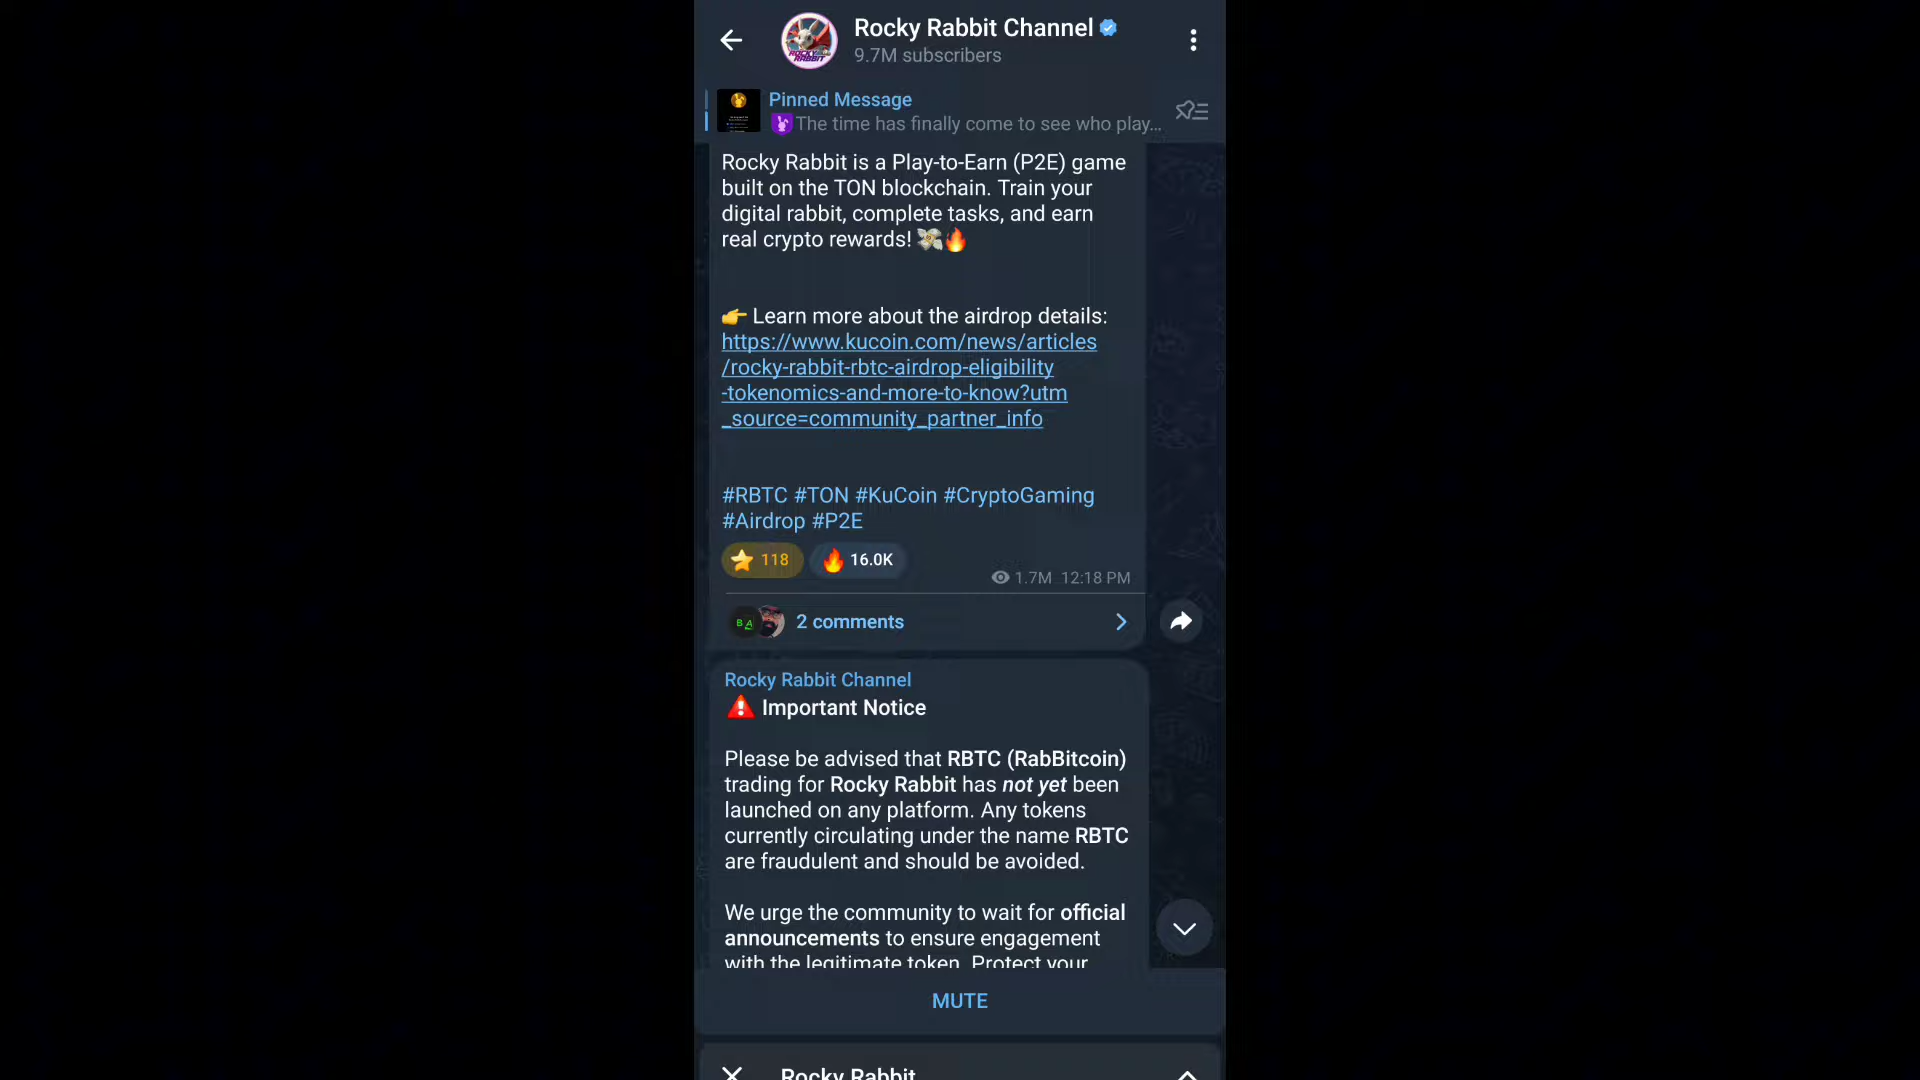 Rocky Rabbit Channel
9.7M subscribers
ROCKY
RABBIT
Pinned Message
The time has finally come to see who play...
Rocky Rabbit is a Play-to-Earn (P2E) game
built on the TON blockchain. Train your
digital rabbit, complete tasks, and earn
real crypto rewards! 💸🔥
👉 Learn more about the airdrop details:
https://www.kucoin.com/news/articles
/rocky-rabbit-rbtc-airdrop-eligibility
-tokenomics-and-more-to-know?utm
_source=community_partner_info
#RBTC #TON #KuCoin #CryptoGaming
#Airdrop #P2E
⭐ 118 🔥 16.0K
1.7M 12:18 PM
B A 2 comments
Rocky Rabbit Channel
⚠️ Important Notice
Please be advised that RBTC (RabBitcoin)
trading for Rocky Rabbit has not yet been
launched on any platform. Any tokens
currently circulating under the name RBTC
are fraudulent and should be avoided.
We urge the community to wait for official
announcements to ensure engagement
with the legitimate token. Protect your
MUTE
Rocky Rabbit